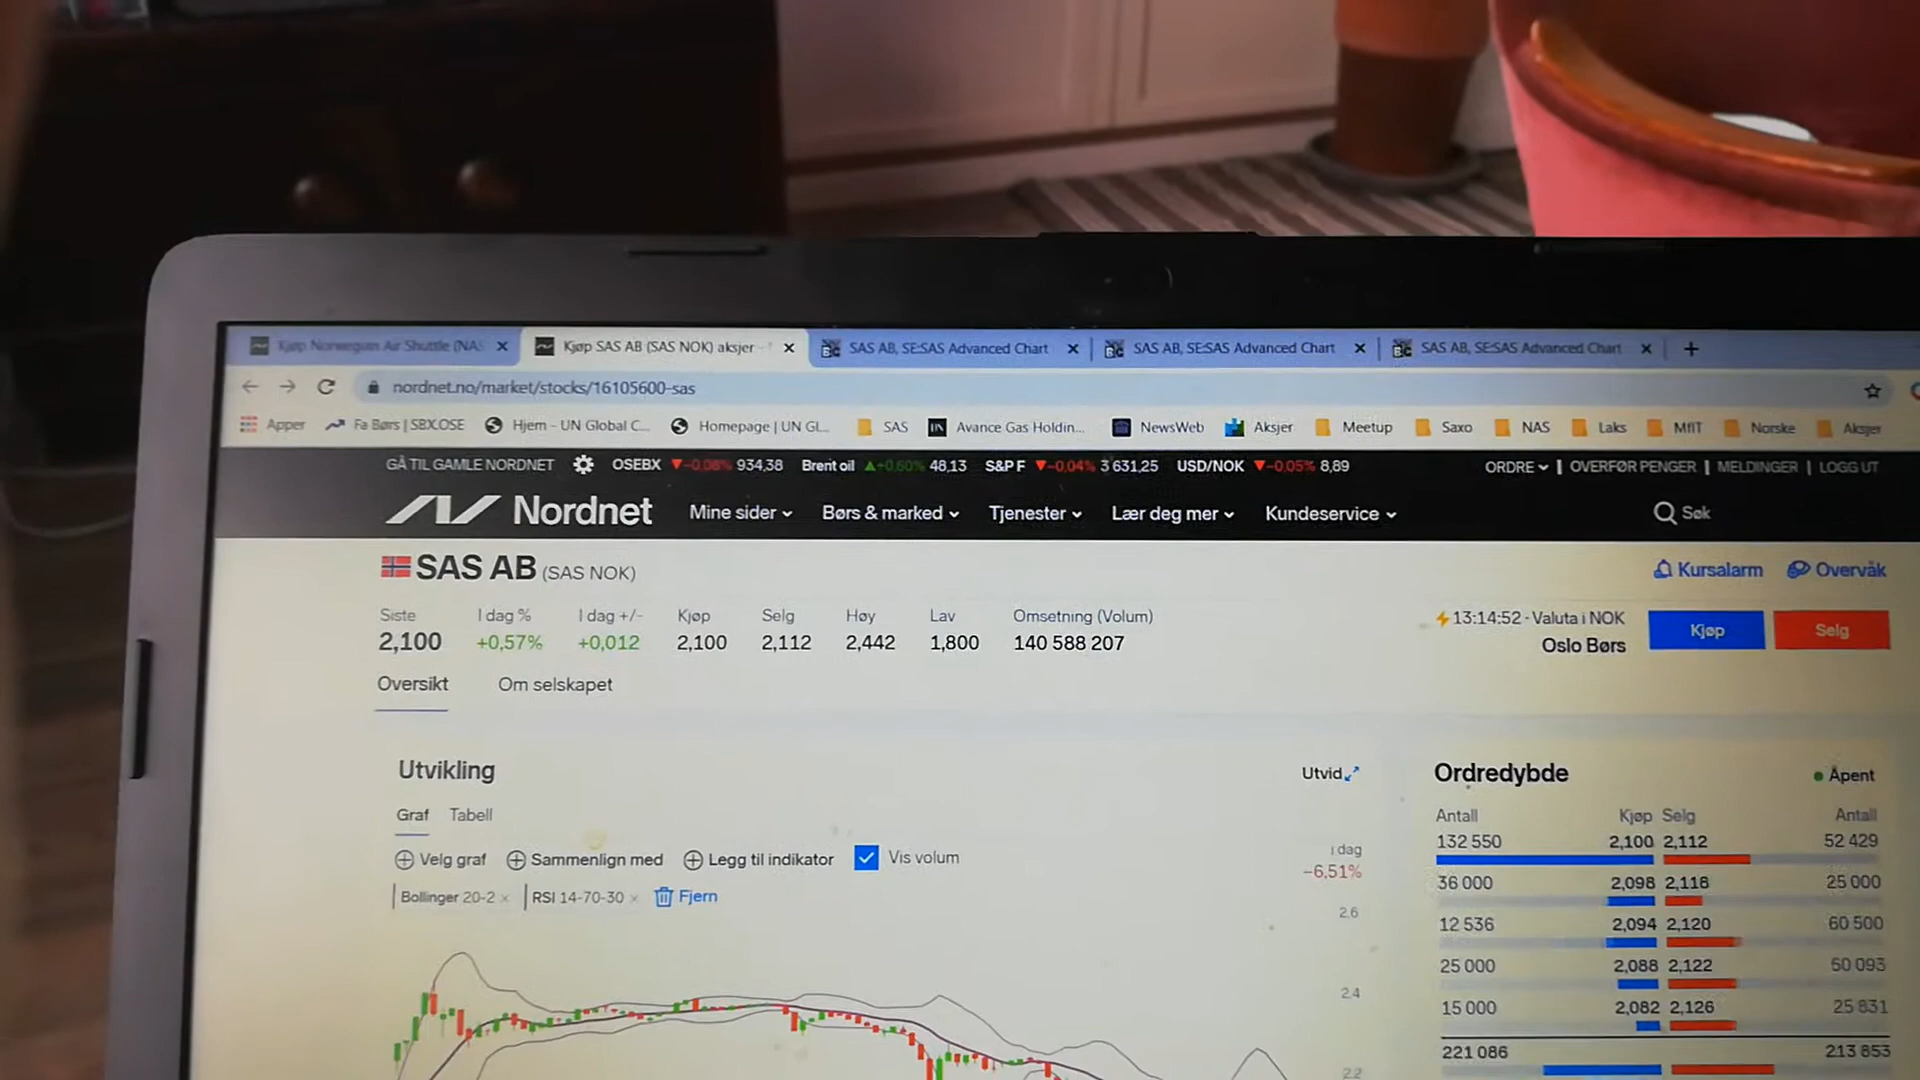 Kjøp Norwegian Air Shuttle (NAS
Kjøp SAS AB (SAS NOK) aksjer -
SAS AB, SE:SAS Advanced Chart
SAS AB, SE:SAS Advanced Chart
SAS AB, SE:SAS Advanced Chart
nordnet.no/market/stocks/16105600-sas
Apper Fa Børs | SBX.OSE Hjem - UN Global C... Homepage | UN Gl... SAS Avance Gas Holdin... NewsWeb Aksjer Meetup Saxo NAS Laks MfIT Norske Aksjer
GÅ TIL GAMLE NORDNET OSEBX -0,08% 934,38 Brent oil +0,60% 48,13 S&P F -0,04% 3 631,25 USD/NOK -0,05% 8,89 ORDRE | OVERFØR PENGER | MELDINGER | LOGG UT
Nordnet Mine sider Børs & marked Tjenester Lær deg mer Kundeservice Søk
SAS AB (SAS NOK) Kursalarm Overvåk
Siste I dag % I dag +/- Kjøp Selg Høy Lav Omsetning (Volum)
2,100 +0,57% +0,012 2,100 2,112 2,442 1,800 140 588 207
13:14:52 · Valuta i NOK
Oslo Børs
Kjøp Selg
Oversikt Om selskapet
Utvikling Utvid
Graf Tabell
Velg graf Sammenlign med Legg til indikator Vis volum
Bollinger 20-2 × RSI 14-70-30 × Fjern
i dag
-6,51%
2.6
2.4
2.2
Ordredybde Åpent
Antall Kjøp Selg Antall
132 550 2,100 2,112 52 429
36 000 2,098 2,118 25 000
12 536 2,094 2,120 60 500
25 000 2,088 2,122 50 093
15 000 2,082 2,126 25 831
221 086 213 853